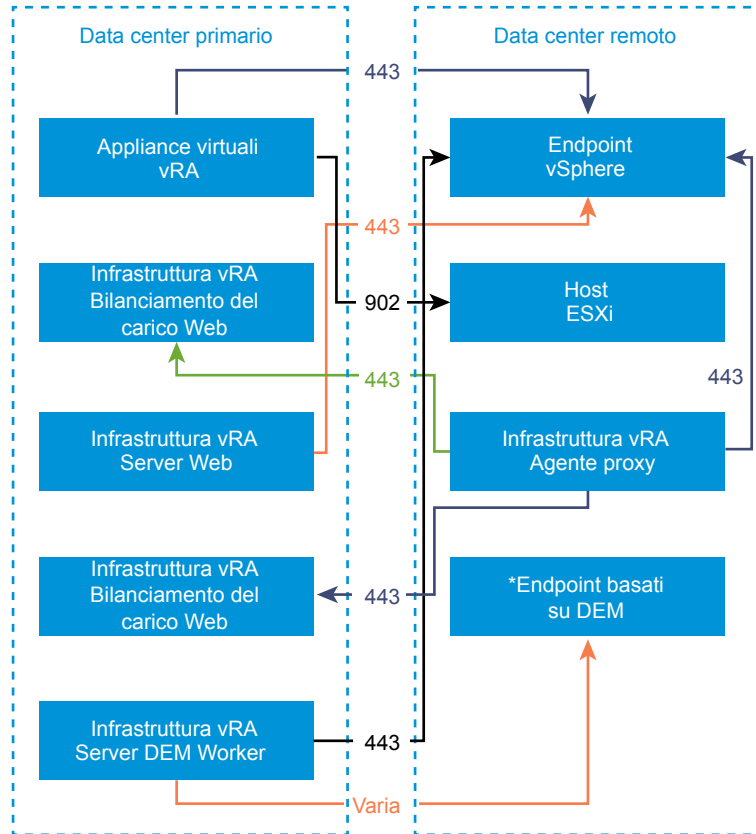 Data center primario
Data center remoto
443
Appliance virtuali
vRA
Endpoint
vSphere
443
Infrastruttura vRA
Bilanciamento del
carico Web
902
Host
ESXi
443
443
Infrastruttura vRA
Server Web
Infrastruttura vRA
Agente proxy
Infrastruttura vRA
Bilanciamento del
carico Web
443
*Endpoint basati
su DEM
Infrastruttura vRA
Server DEM Worker
443
Varia